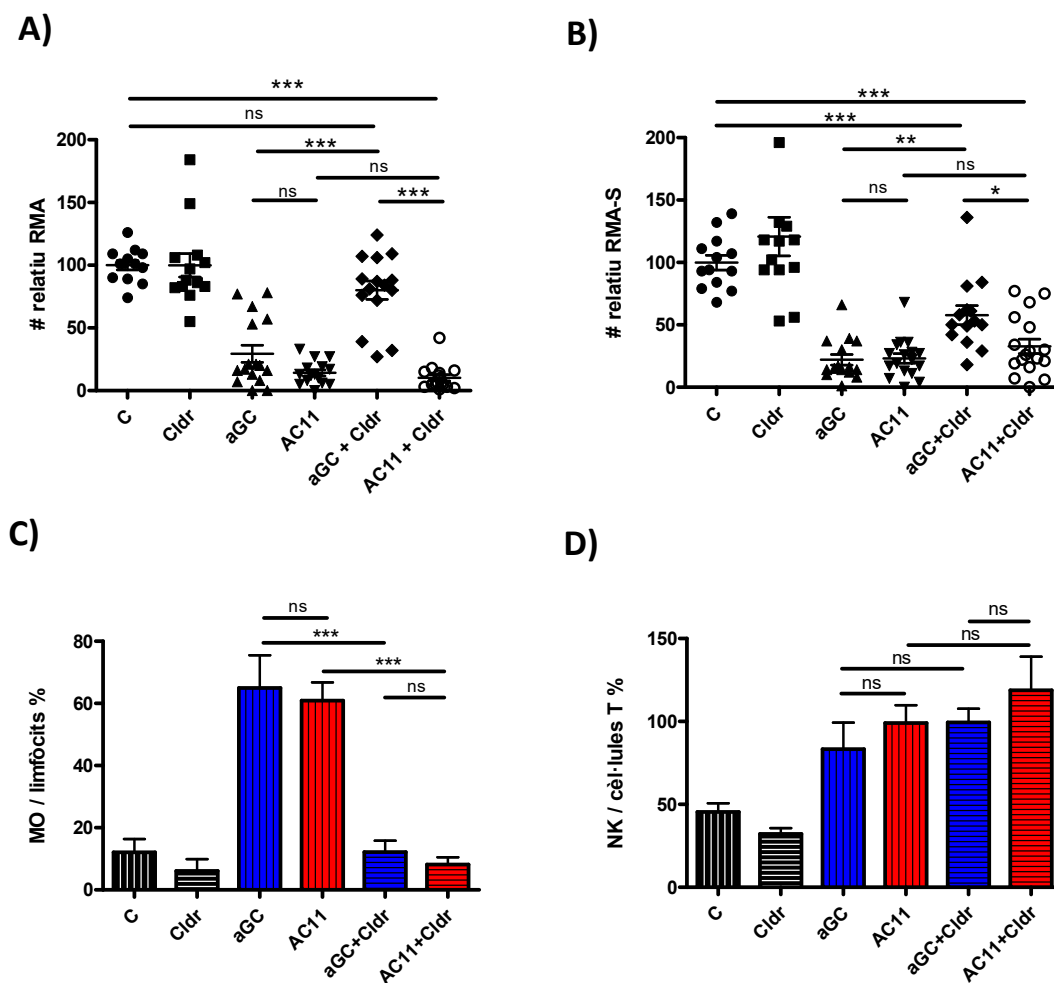 A)
***
ns
***
ns
ns
***
# relatiu RMA
200
150
100
50
0
C
Cldr
aGC
AC11
aGC + Cldr
AC11 + Cldr
B)
***
***
**
ns
ns
*
# relatiu RMA-S
200
150
100
50
0
C
Cldr
aGC
AC11
aGC+Cldr
AC11+Cldr
C)
ns
***
***
ns
MO / limfòcits %
80
60
40
20
0
C
Cldr
aGC
AC11
aGC+Cldr
AC11+Cldr
D)
ns
ns
ns
ns
NK / cèl·lules T %
150
100
50
0
C
Cldr
aGC
AC11
aGC+Cldr
AC11+Cldr